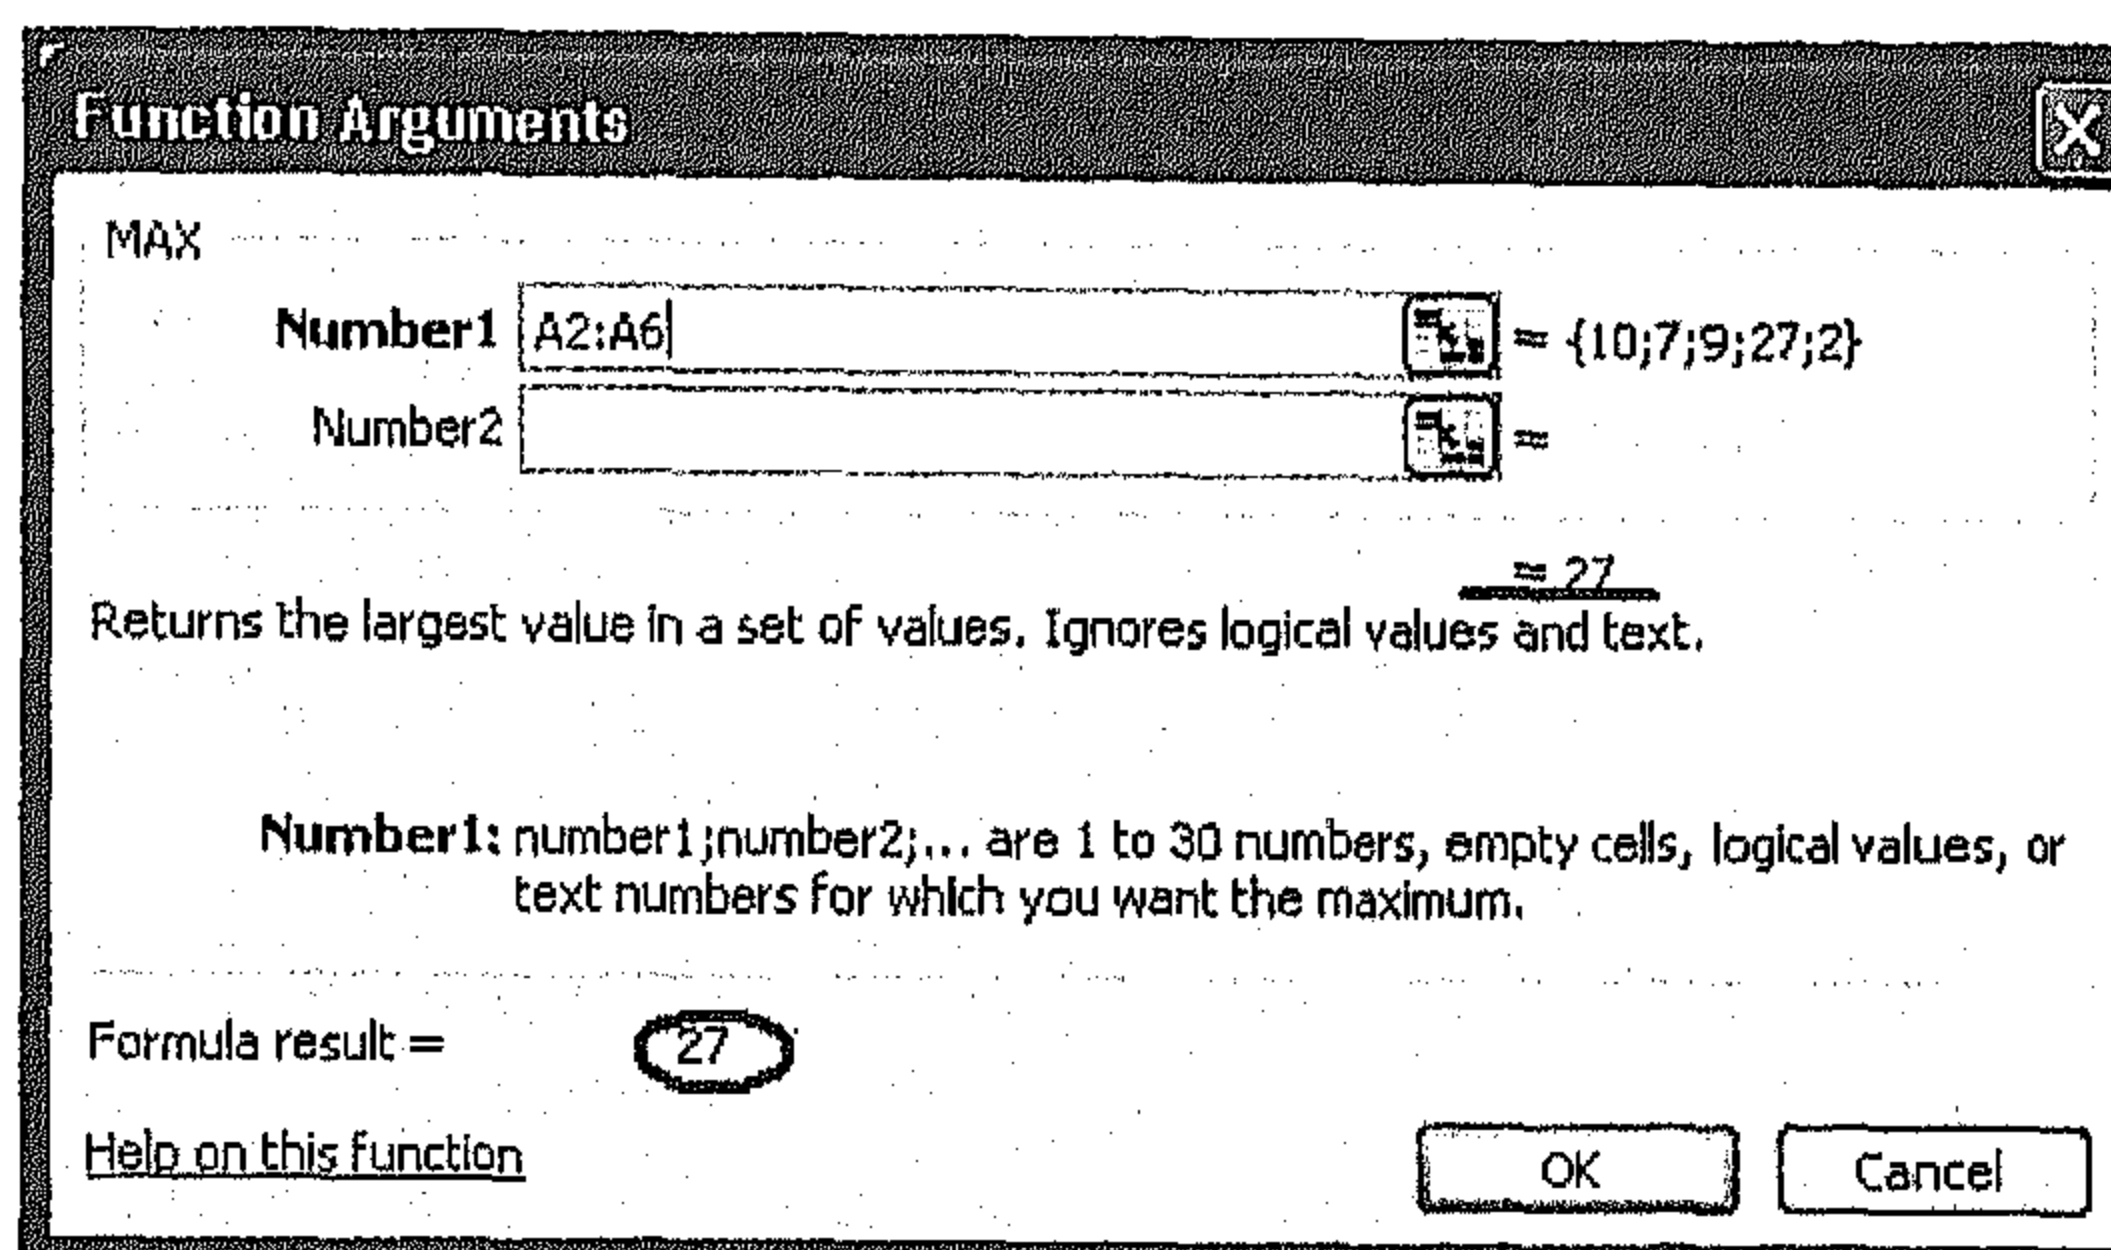 Function Arguments
MAX
Number1 A2:A6 = {10;7;9;27;2}
Number2 =
= 27
Returns the largest value in a set of values. Ignores logical values and text.
Number1: number1;number2;... are 1 to 30 numbers, empty cells, logical values, or
text numbers for which you want the maximum.
Formula result = 27
Help on this function
OK Cancel